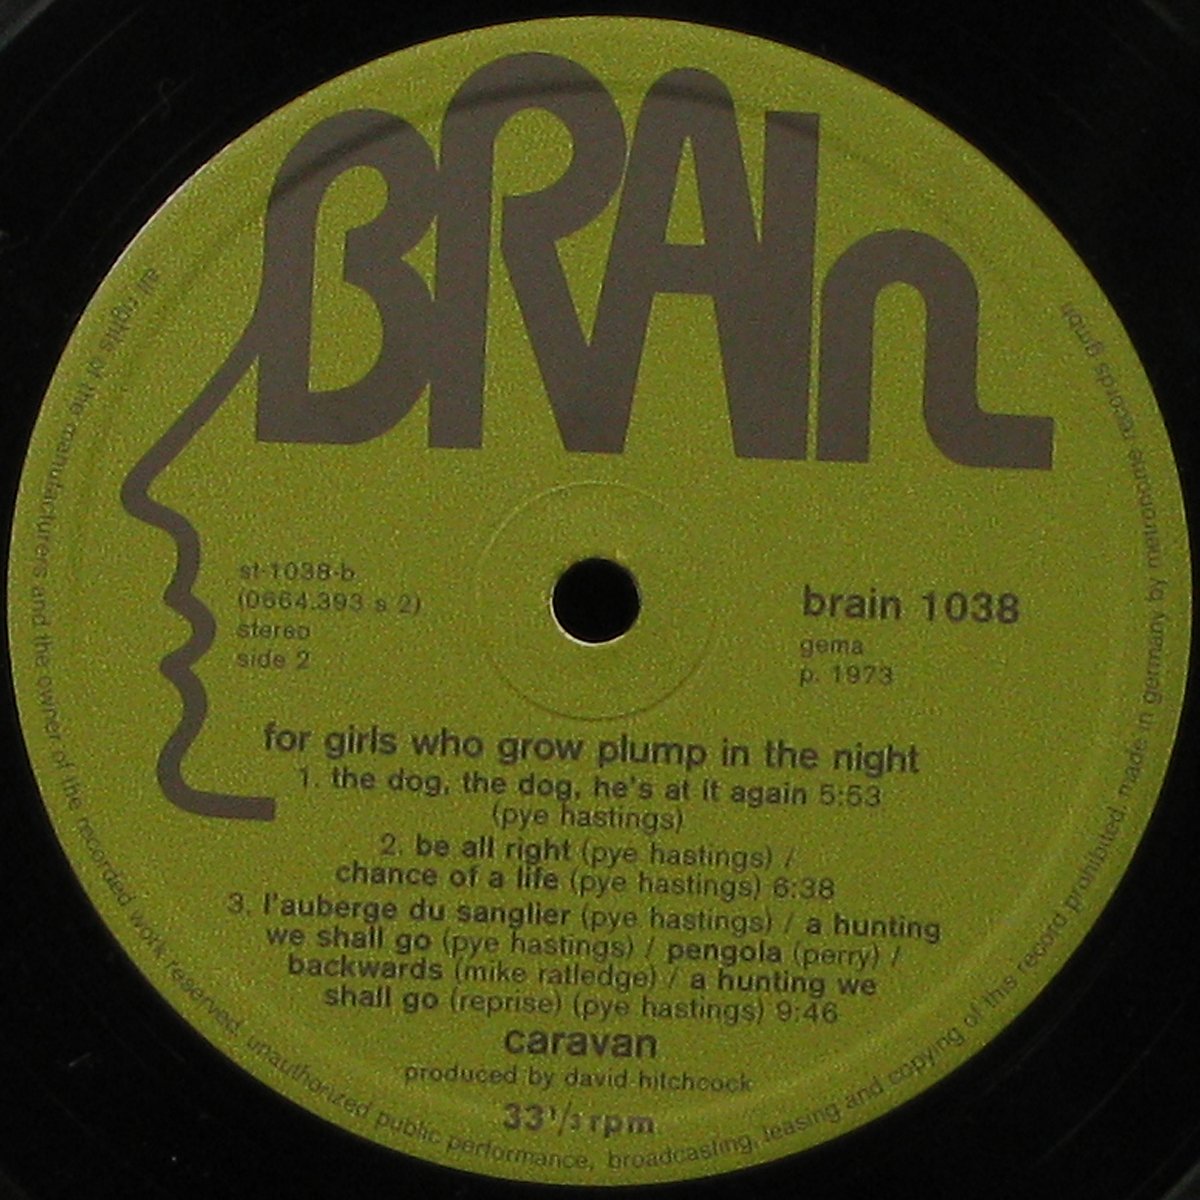 BRAIn
st-1038-b
(0664.393 s 2)
stereo
side 2
brain 1038
gema
p. 1973
for girls who grow plump in the night
1. the dog, the dog, he's at it again 5:53
(pye hastings)
2. be all right (pye hastings) /
chance of a life (pye hastings) 6:38
3. l'auberge du sanglier (pye hastings) / a hunting
we shall go (pye hastings) / pengola (perry) /
backwards (mike ratledge) / a hunting we
shall go (reprise) (pye hastings) 9:46
caravan
produced by david hitchcock
33 1/3 rpm
all rights of the manufacturers and the owner of the recorded work reserved. unauthorized public performance, broadcasting, leasing and copying of this record prohibited. made in germany by metronome records gmbh